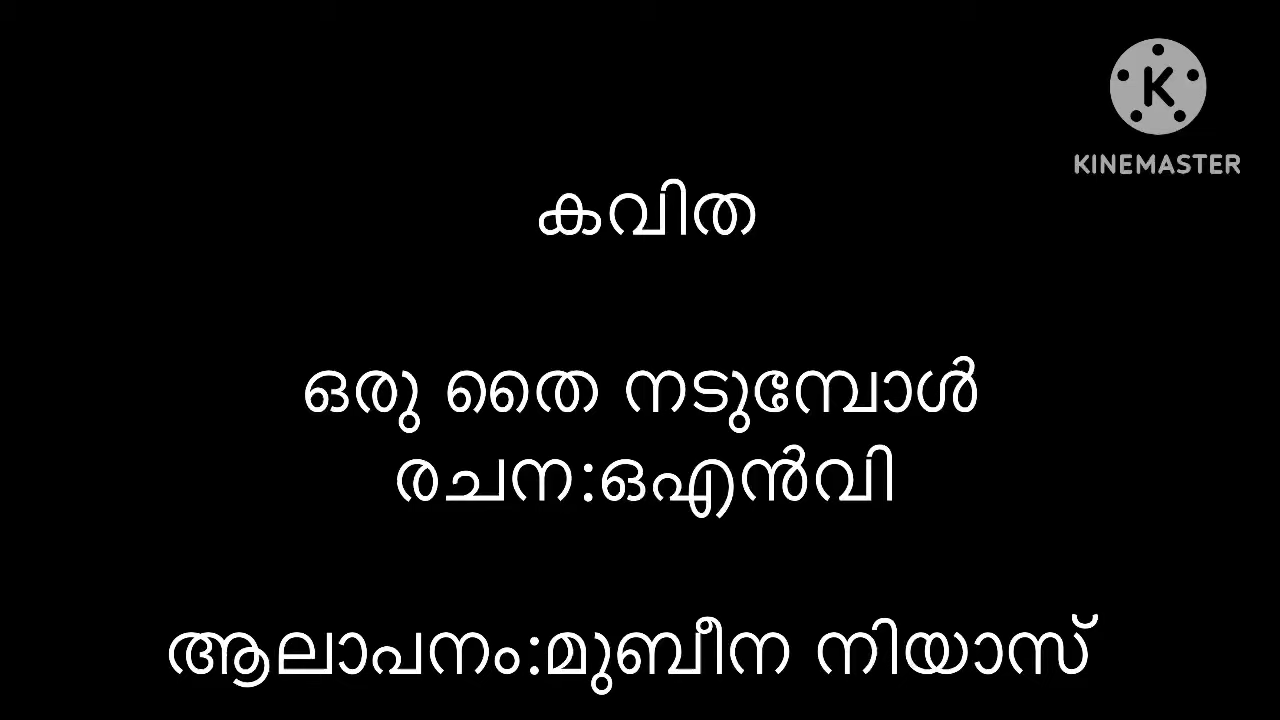 K
KINEMASTER
കവിത
ഒരു തൈ നടുമ്പോൾ
രചന:ഒഎൻവി
ആലാപനം:മുബീന നിയാസ്